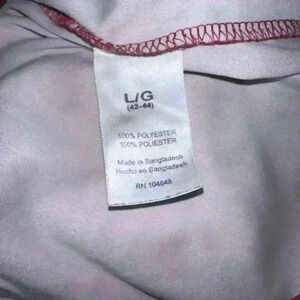 L/G
(42-44)
100% POLYESTER
100% POLIESTER
Made in Bangladesh
Hecho en Bangladesh
RN 104648